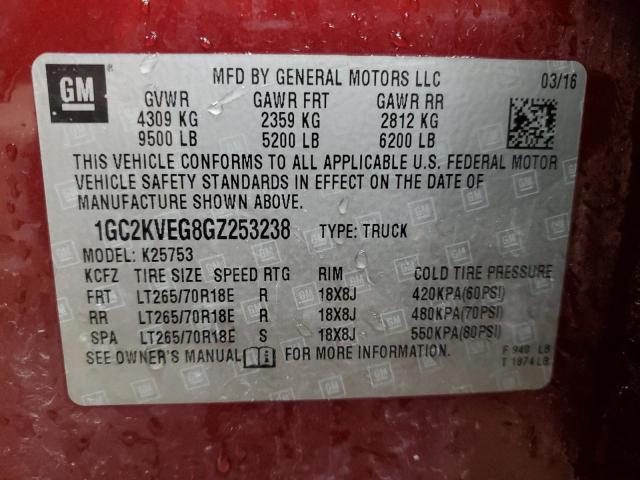 GM
MFD BY GENERAL MOTORS LLC 03/16
GVWR GAWR FRT GAWR RR
4309 KG 2359 KG 2812 KG
9500 LB 5200 LB 6200 LB
THIS VEHICLE CONFORMS TO ALL APPLICABLE U.S. FEDERAL MOTOR
VEHICLE SAFETY STANDARDS IN EFFECT ON THE DATE OF
MANUFACTURE SHOWN ABOVE.
1GC2KVEG8GZ253238 TYPE: TRUCK
MODEL: K25753
KCFZ TIRE SIZE SPEED RTG RIM COLD TIRE PRESSURE
FRT LT265/70R18E R 18X8J 420KPA(60PSI)
RR LT265/70R18E R 18X8J 480KPA(70PSI)
SPA LT265/70R18E S 18X8J 550KPA(80PSI)
SEE OWNER'S MANUAL FOR MORE INFORMATION
F 940 LB
T 1874 LB